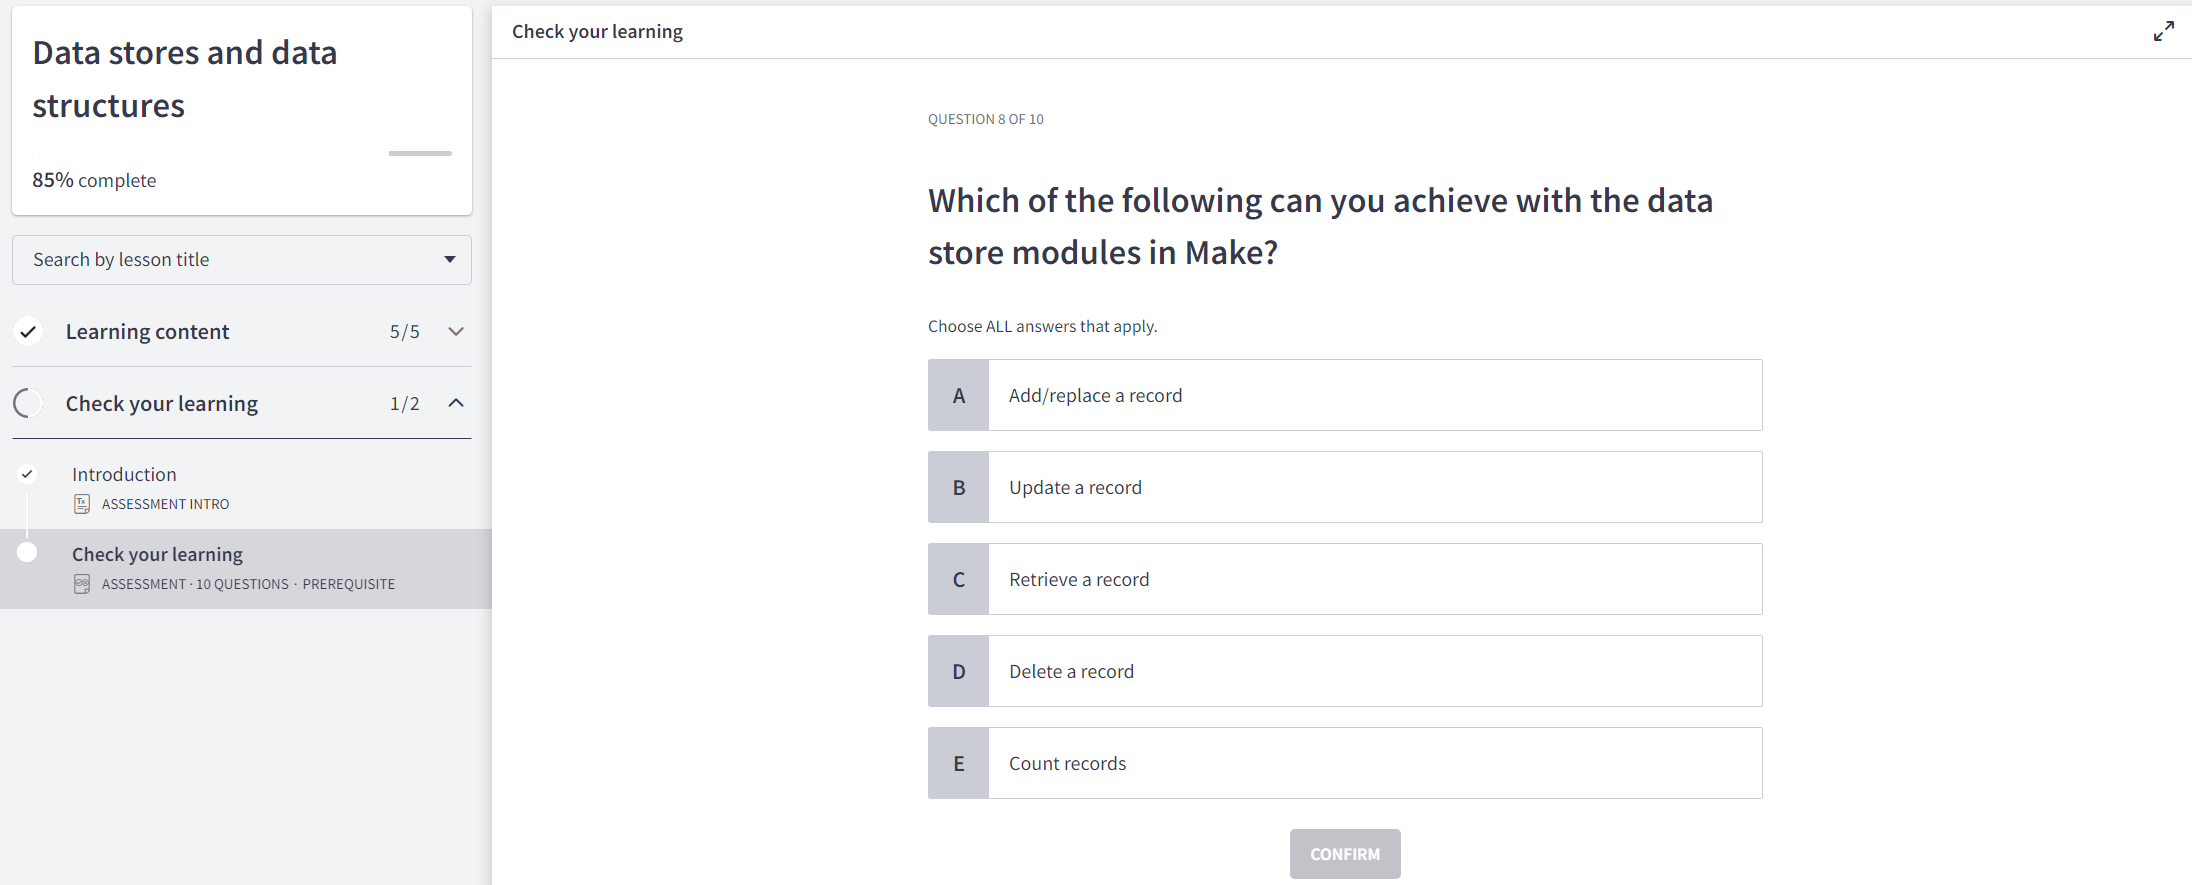 Data stores and data
structures
85% complete
Search by lesson title
Learning content 5/5
Check your learning 1/2
Introduction
ASSESSMENT INTRO
Check your learning
ASSESSMENT · 10 QUESTIONS · PREREQUISITE
Check your learning
QUESTION 8 OF 10
Which of the following can you achieve with the data
store modules in Make?
Choose ALL answers that apply.
A Add/replace a record
B Update a record
C Retrieve a record
D Delete a record
E Count records
CONFIRM